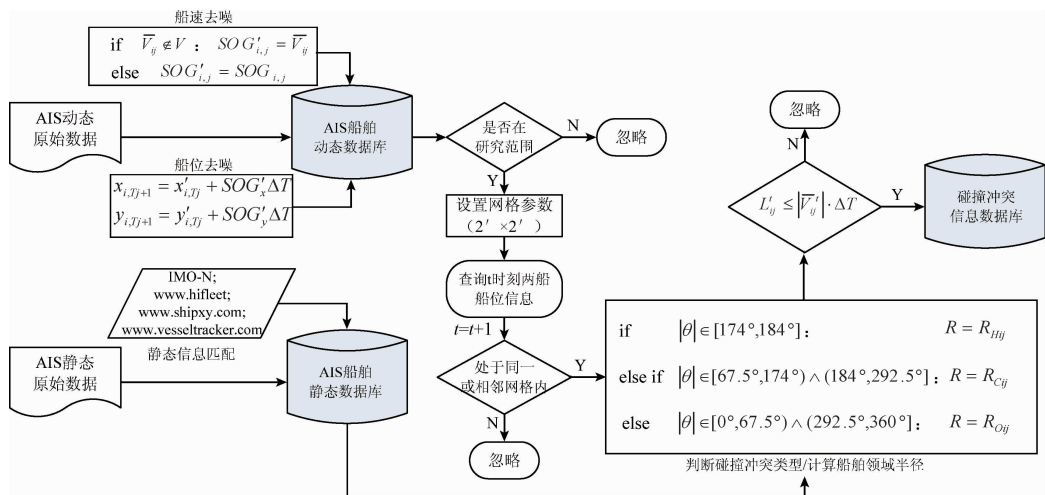 船速去噪
if $\overline{V}_{ij} \notin V$ ： $SOG'_{i,j} = \overline{V}_{ij}$
else $SOG'_{i,j} = SOG_{i,j}$
AIS动态
原始数据
AIS船舶
动态数据库
船位去噪
$x_{i,Tj+1} = x'_{i,Tj} + SOG'_x \Delta T$
$y_{i,Tj+1} = y'_{i,Tj} + SOG'_y \Delta T$
是否在
研究范围
N
忽略
Y
设置网格参数
（2′ ×2′）
查询t时刻两船
船位信息
t=t+1
处于同一
或相邻网格内
Y
N
忽略
IMO-N;
www.hifleet;
www.shipxy.com;
www.vesseltracker.com
静态信息匹配
AIS静态
原始数据
AIS船舶
静态数据库
忽略
N
$L'_{ij} \leq |\overline{V}'_{ij}| \cdot \Delta T$
Y
碰撞冲突
信息数据库
if $|\theta| \in [174°,184°]$： $R = R_{Hij}$
else if $|\theta| \in [67.5°,174°) \wedge (184°,292.5°]$： $R = R_{Cij}$
else $|\theta| \in [0°,67.5°) \wedge (292.5°,360°]$： $R = R_{Oij}$
判断碰撞冲突类型/计算船舶领域半径